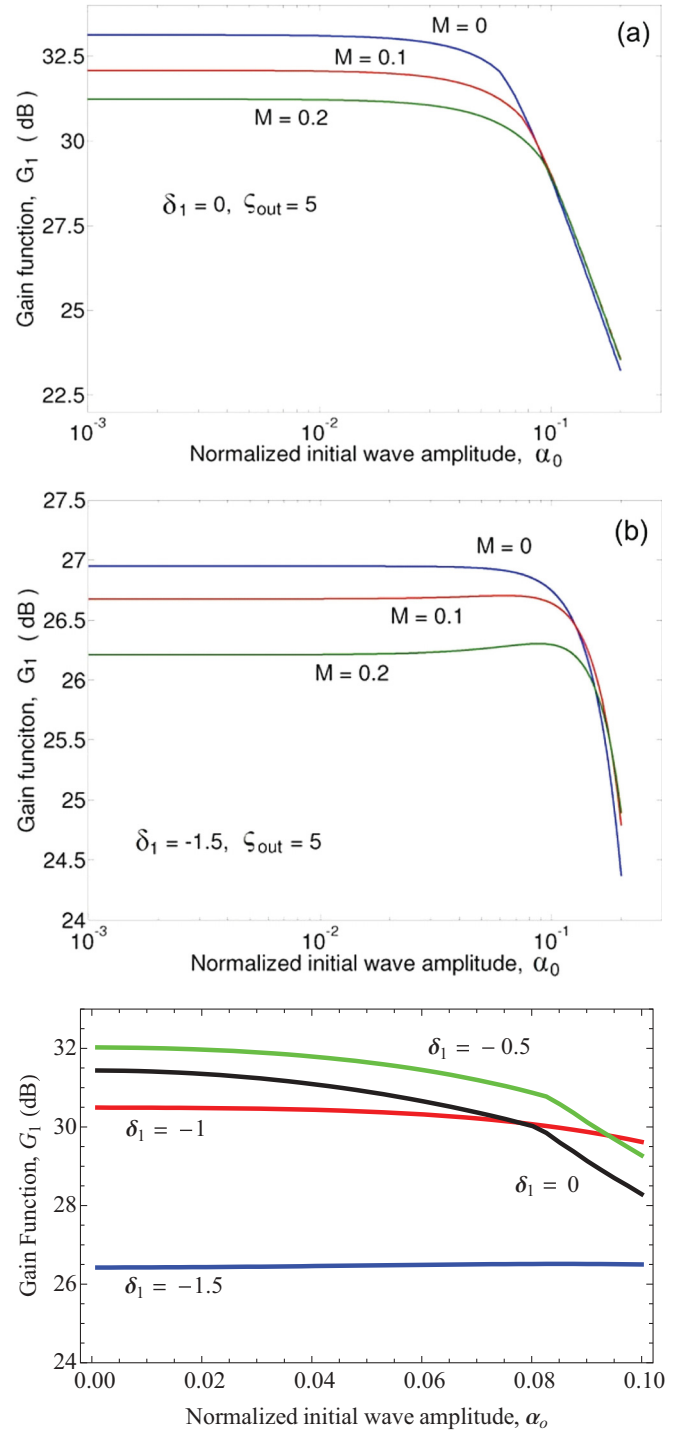 (a)
M = 0
32.5
M = 0.1
M = 0.2
30
δ1 = 0, ςout = 5
27.5
25
22.5
Gain function, G1 ( dB)
10-3
10-2
10-1
Normalized initial wave amplitude, α0
27.5
(b)
M = 0
27
26.5
M = 0.1
26
M = 0.2
25.5
25
24.5
δ1 = -1.5, ςout = 5
24
Gain funciton, G1 ( dB)
10-3
10-2
10-1
Normalized initial wave amplitude, α0
32
δ1 = − 0.5
30
δ1 = −1
δ1 = 0
28
26
δ1 = −1.5
24
Gain Function, G1 (dB)
0.00
0.02
0.04
0.06
0.08
0.10
Normalized initial wave amplitude, αo